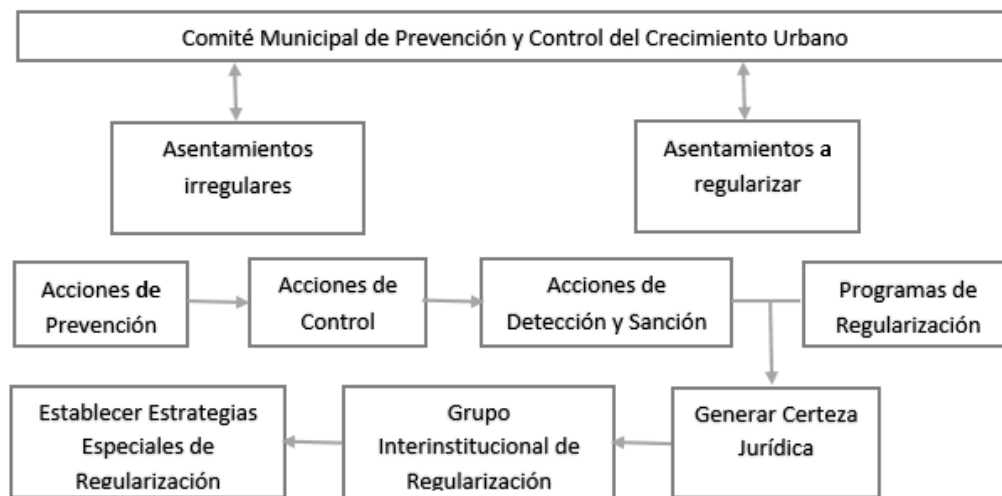 Comité Municipal de Prevención y Control del Crecimiento Urbano
Asentamientos
irregulares
Asentamientos a
regularizar
Acciones de
Prevención
Acciones de
Control
Acciones de
Detección y Sanción
Programas de
Regularización
Establecer Estrategias
Especiales de
Regularización
Grupo
Interinstitucional de
Regularización
Generar Certeza
Jurídica